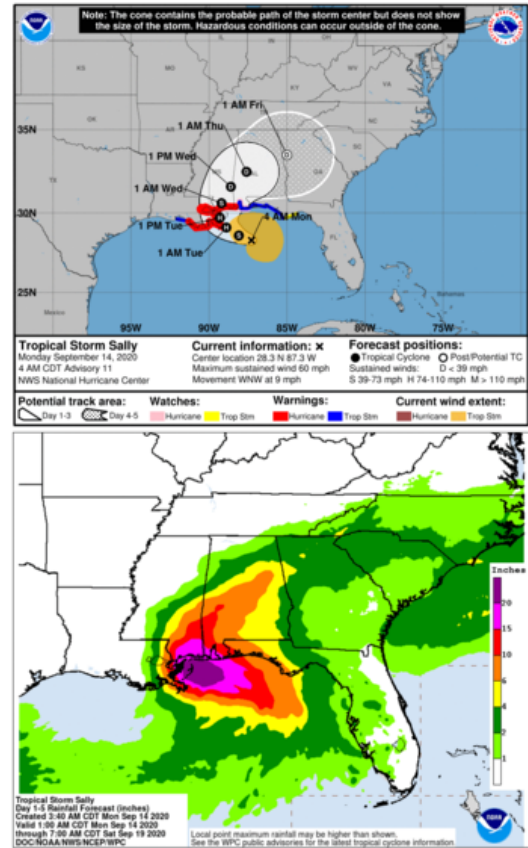 Note: The cone contains the probable path of the storm center but does not show
the size of the storm. Hazardous conditions can occur outside of the cone.
1 AM Fri
1 AM Thu
35N
1 PM Wed
1 AM Wed
30N
4 AM Mon
1 PM Tue
1 AM Tue
25N
Mexico
Bahamas
95W 90W 85W 80W 75W
Tropical Storm Sally
Monday September 14, 2020
4 AM CDT Advisory 11
NWS National Hurricane Center
Current information: x
Center location 28.3 N 87.3 W
Maximum sustained wind 60 mph
Movement WNW at 9 mph
Forecast positions:
Tropical Cyclone Post/Potential TC
Sustained winds: D < 39 mph
S 39-73 mph H 74-110 mph M > 110 mph
Potential track area:
Day 1-3 Day 4-5
Watches:
Hurricane Trop Stm
Warnings:
Hurricane Trop Stm
Current wind extent:
Hurricane Trop Stm
Inches
20
15
10
6
4
2
1
Tropical Storm Sally
Day 1-5 Rainfall Forecast (inches)
Created 3:40 AM CDT Mon Sep 14 2020
Valid 1:00 AM CDT Mon Sep 14 2020
through 7:00 AM CDT Sat Sep 19 2020
DOC/NOAA/NWS/NCEP/WPC
Local point maximum rainfall may be higher than shown.
See the WPC public advisories for the latest tropical cyclone information.
noaa